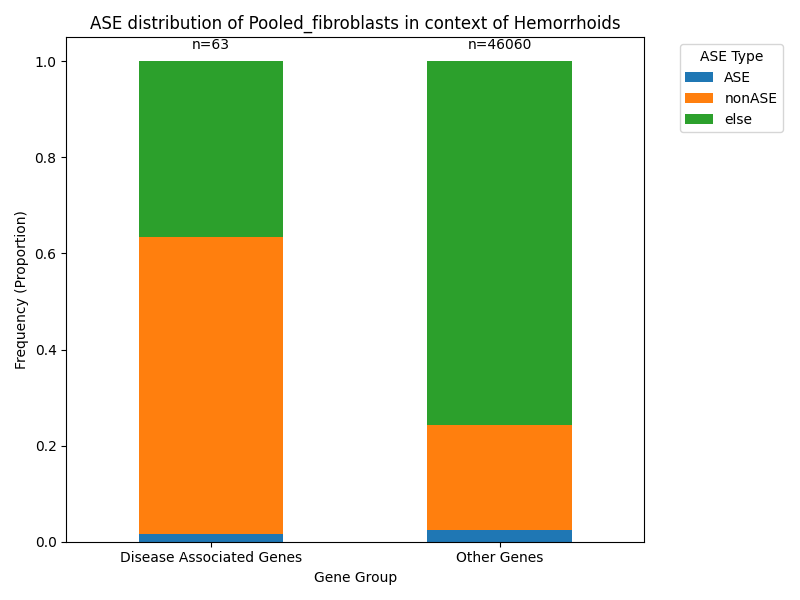 ASE distribution of Pooled_fibroblasts in context of Hemorrhoids
n=63
n=46060
ASE Type
ASE
nonASE
else
1.0
0.8
0.6
0.4
0.2
0.0
Frequency (Proportion)
Disease Associated Genes
Other Genes
Gene Group